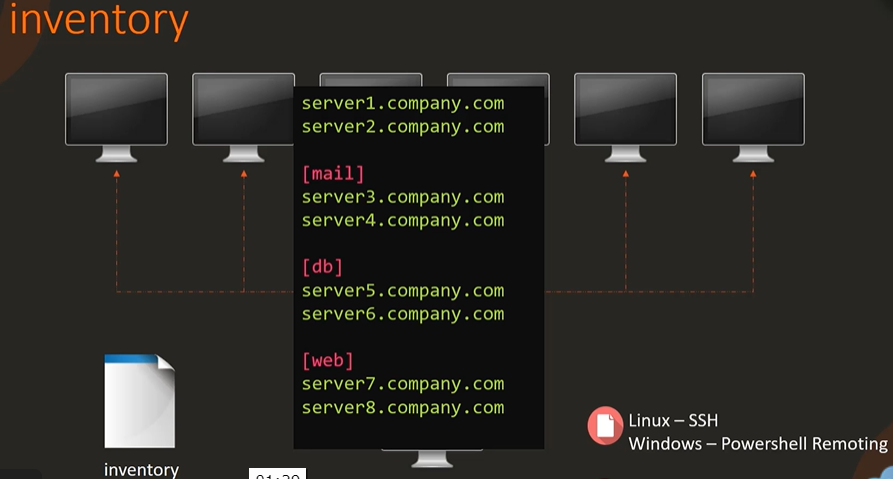 inventory
server1.company.com
server2.company.com
[mail]
server3.company.com
server4.company.com
[db]
server5.company.com
server6.company.com
[web]
server7.company.com
server8.company.com
Linux – SSH
Windows – Powershell Remoting
inventory